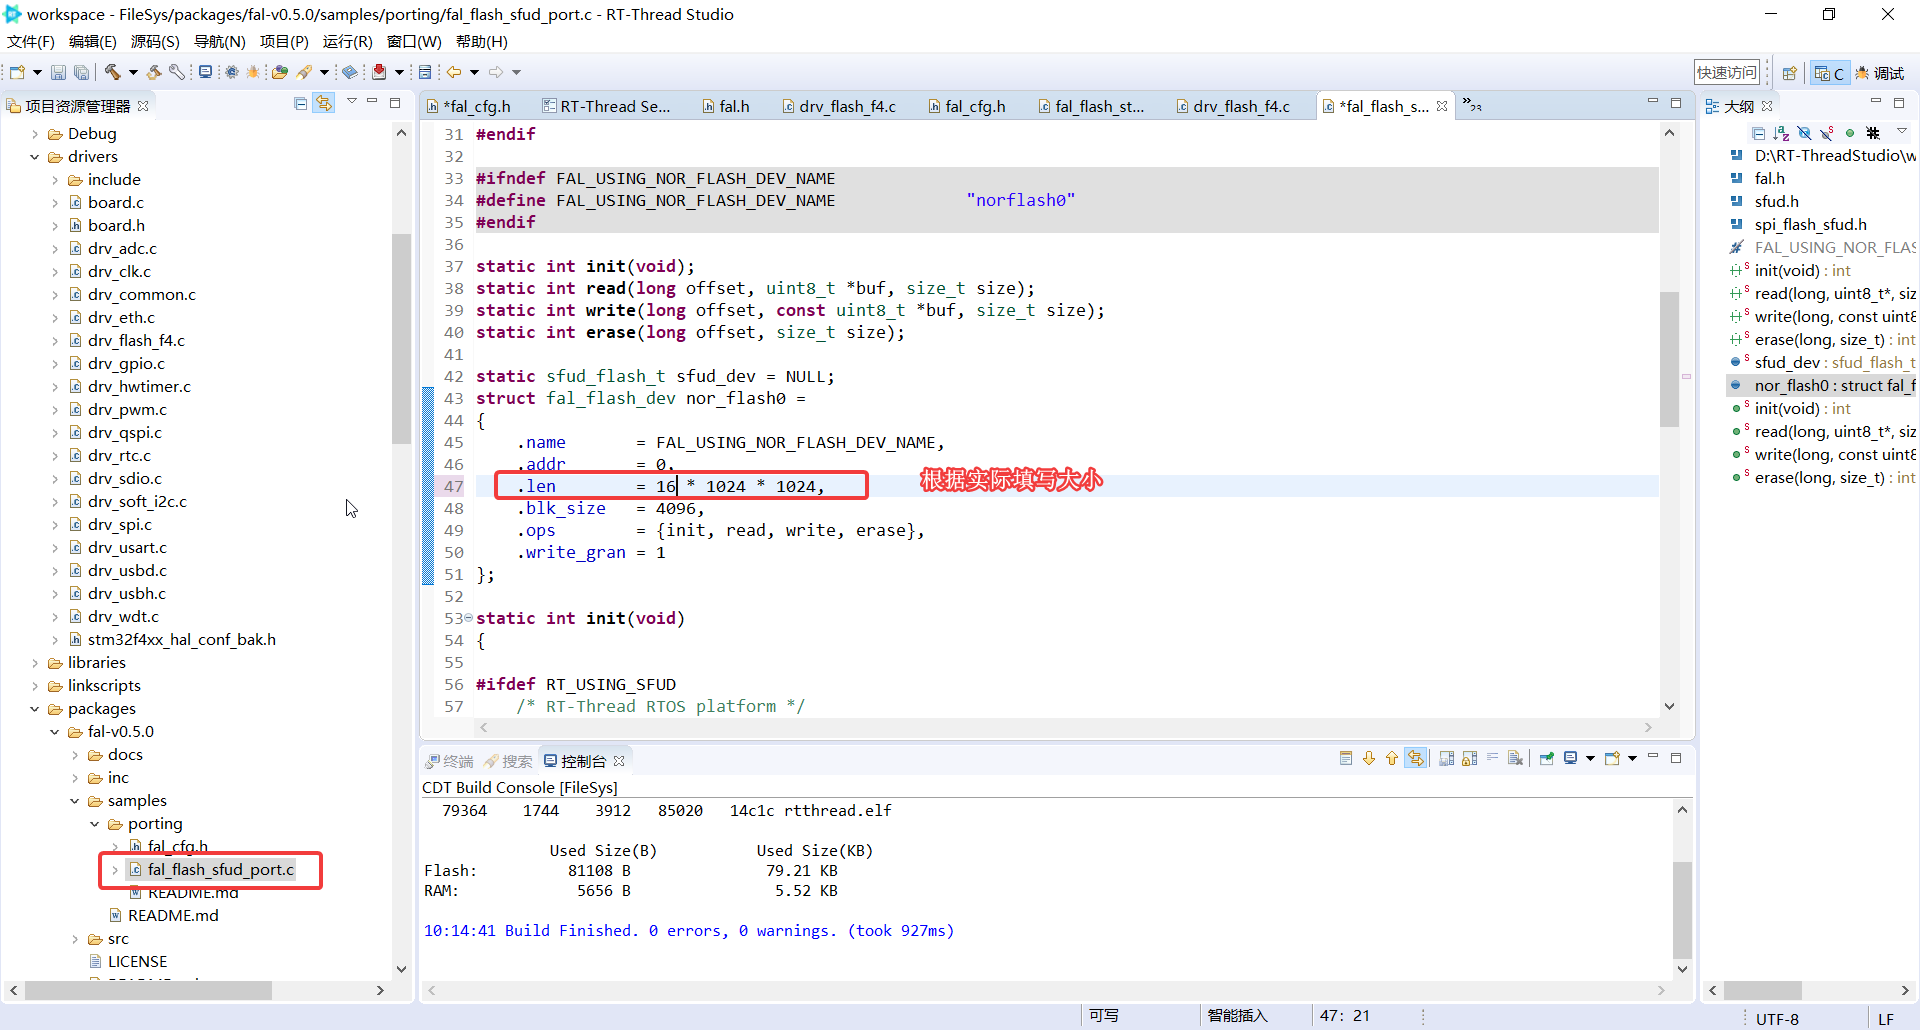 workspace - FileSys/packages/fal-v0.5.0/samples/porting/fal_flash_sfud_port.c - RT-Thread Studio
文件(F) 编辑(E) 源码(S) 导航(N) 项目(P) 运行(R) 窗口(W) 帮助(H)
快速访问 C 调试
项目资源管理器
Debug
drivers
include
board.c
board.h
drv_adc.c
drv_clk.c
drv_common.c
drv_eth.c
drv_flash_f4.c
drv_gpio.c
drv_hwtimer.c
drv_pwm.c
drv_qspi.c
drv_rtc.c
drv_sdio.c
drv_soft_i2c.c
drv_spi.c
drv_usart.c
drv_usbd.c
drv_usbh.c
drv_wdt.c
stm32f4xx_hal_conf_bak.h
libraries
linkscripts
packages
fal-v0.5.0
docs
inc
samples
porting
fal_cfg.h
fal_flash_sfud_port.c
README.md
README.md
src
LICENSE
*fal_cfg.h RT-Thread Se... fal.h drv_flash_f4.c fal_cfg.h fal_flash_st... drv_flash_f4.c *fal_flash_s... »23
31 #endif
32
33 #ifndef FAL_USING_NOR_FLASH_DEV_NAME
34 #define FAL_USING_NOR_FLASH_DEV_NAME "norflash0"
35 #endif
36
37 static int init(void);
38 static int read(long offset, uint8_t *buf, size_t size);
39 static int write(long offset, const uint8_t *buf, size_t size);
40 static int erase(long offset, size_t size);
41
42 static sfud_flash_t sfud_dev = NULL;
43 struct fal_flash_dev nor_flash0 =
44 {
45 .name = FAL_USING_NOR_FLASH_DEV_NAME,
46 .addr = 0,
47 .len = 16 * 1024 * 1024, 根据实际填写大小
48 .blk_size = 4096,
49 .ops = {init, read, write, erase},
50 .write_gran = 1
51 };
52
53 static int init(void)
54 {
55
56 #ifdef RT_USING_SFUD
57 /* RT-Thread RTOS platform */
终端 搜索 控制台
CDT Build Console [FileSys]
79364 1744 3912 85020 14c1c rtthread.elf
Used Size(B) Used Size(KB)
Flash: 81108 B 79.21 KB
RAM: 5656 B 5.52 KB
10:14:41 Build Finished. 0 errors, 0 warnings. (took 927ms)
大纲
D:\RT-ThreadStudio\w
fal.h
sfud.h
spi_flash_sfud.h
FAL_USING_NOR_FLAS
init(void) : int
read(long, uint8_t*, siz
write(long, const uint8
erase(long, size_t) : int
sfud_dev : sfud_flash_t
nor_flash0 : struct fal_f
init(void) : int
read(long, uint8_t*, siz
write(long, const uint8
erase(long, size_t) : int
可写 智能插入 47: 21 UTF-8 LF